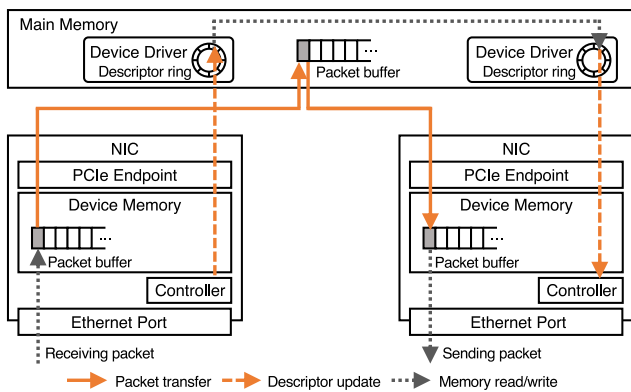 Main Memory
Device Driver
Descriptor ring
Packet buffer
Device Driver
Descriptor ring
NIC
PCIe Endpoint
Device Memory
Packet buffer
Controller
Ethernet Port
Receiving packet
NIC
PCIe Endpoint
Device Memory
Packet buffer
Controller
Ethernet Port
Sending packet
Packet transfer
Descriptor update
Memory read/write